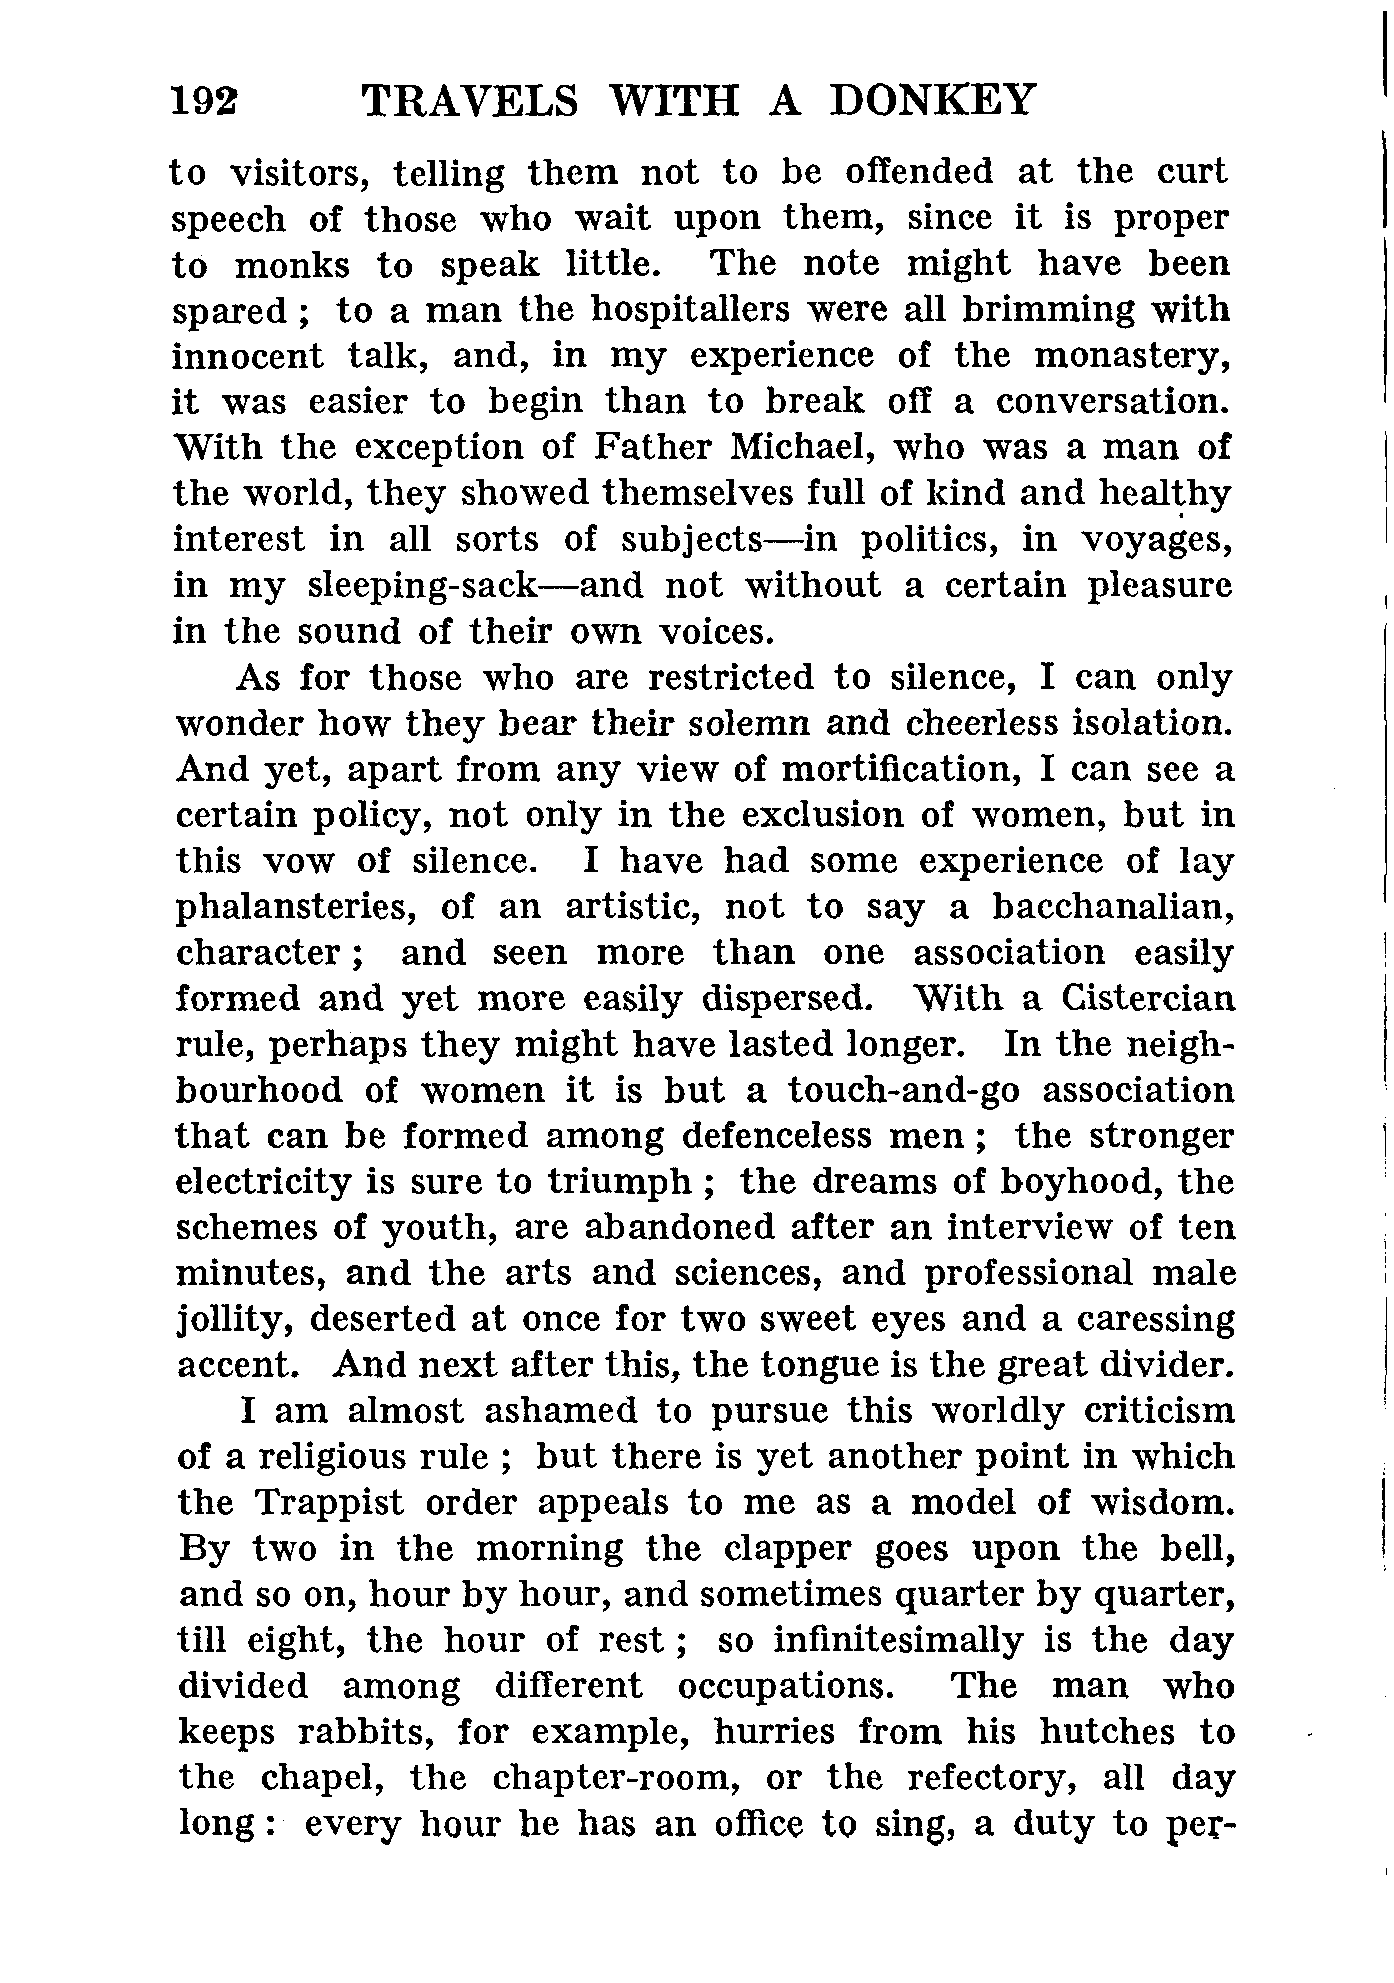 192 TRAVELS WITH A DONKEY
to visitors, telling them not to be offended at the curt
speech of those who wait upon them, since it is proper
to monks to speak little. The note might have been
spared ; to a man the hospitallers were all brimming with
innocent talk, and, in my experience of the monastery,
it was easier to begin than to break off a conversation.
With the exception of Father Michael, who was a man of
the world, they showed themselves full of kind and healthy
interest in all sorts of subjects—in politics, in voyages,
in my sleeping-sack—and not without a certain pleasure
in the sound of their own voices.
As for those who are restricted to silence, I can only
wonder how they bear their solemn and cheerless isolation.
And yet, apart from any view of mortification, I can see a
certain policy, not only in the exclusion of women, but in
this vow of silence. I have had some experience of lay
phalansteries, of an artistic, not to say a bacchanalian,
character ; and seen more than one association easily
formed and yet more easily dispersed. With a Cistercian
rule, perhaps they might have lasted longer. In the neigh-
bourhood of women it is but a touch-and-go association
that can be formed among defenceless men ; the stronger
electricity is sure to triumph ; the dreams of boyhood, the
schemes of youth, are abandoned after an interview of ten
minutes, and the arts and sciences, and professional male
jollity, deserted at once for two sweet eyes and a caressing
accent. And next after this, the tongue is the great divider.
I am almost ashamed to pursue this worldly criticism
of a religious rule ; but there is yet another point in which
the Trappist order appeals to me as a model of wisdom.
By two in the morning the clapper goes upon the bell,
and so on, hour by hour, and sometimes quarter by quarter,
till eight, the hour of rest ; so infinitesimally is the day
divided among different occupations. The man who
keeps rabbits, for example, hurries from his hutches to
the chapel, the chapter-room, or the refectory, all day
long : every hour he has an office to sing, a duty to per-